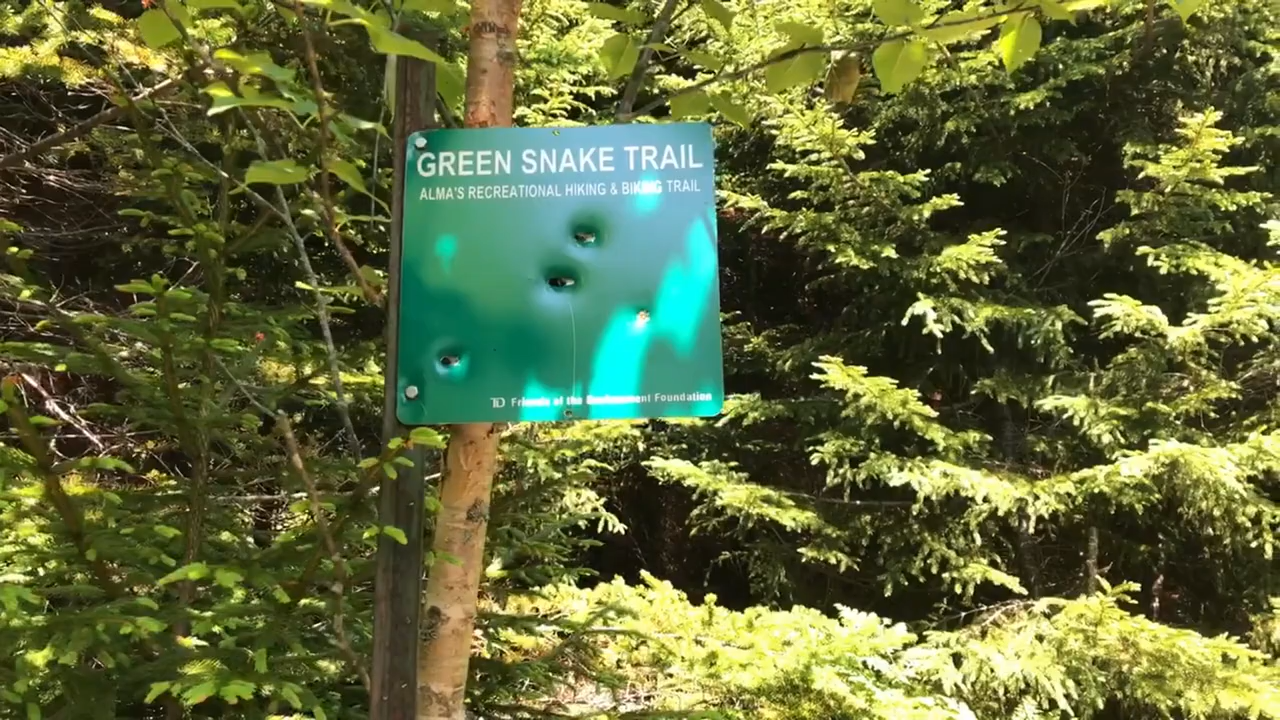 GREEN SNAKE TRAIL
ALMA'S RECREATIONAL HIKING & BIKING TRAIL
TD Friends of the Environment Foundation